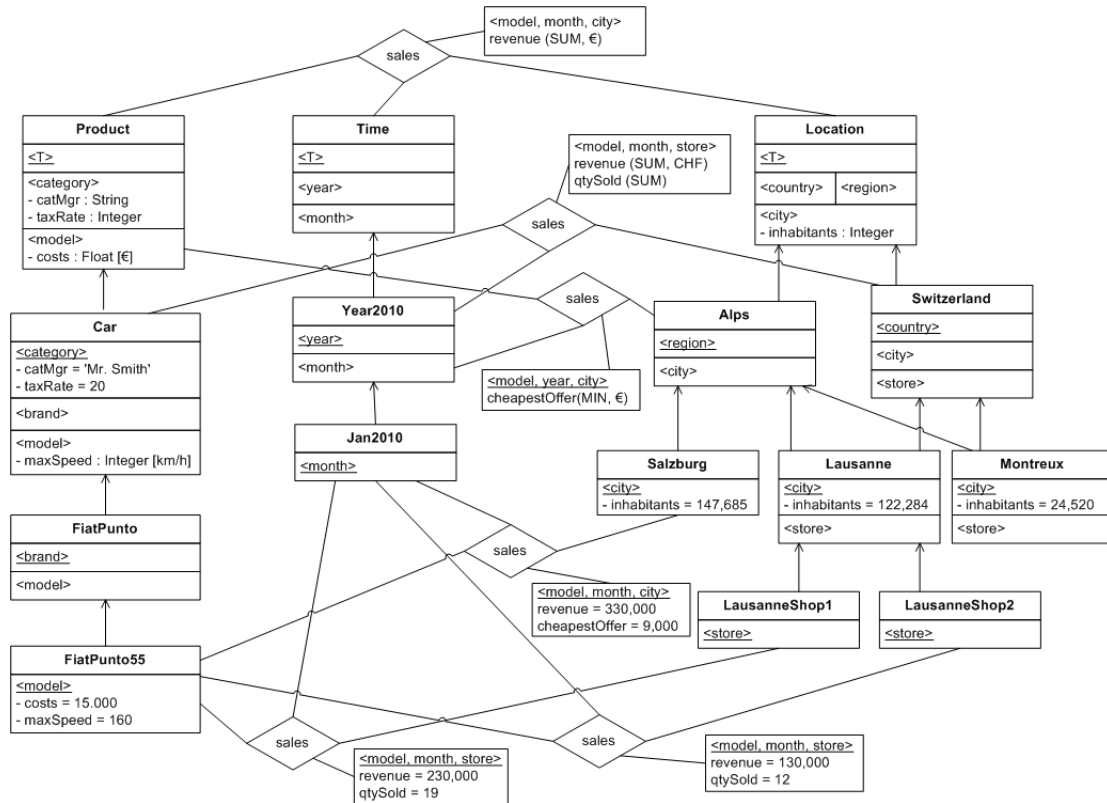 <model, month, city>
revenue (SUM, €)
sales
Product
<T>
<category>
- catMgr : String
- taxRate : Integer
<model>
- costs : Float [€]
Time
<T>
<year>
<month>
<model, month, store>
revenue (SUM, CHF)
qtySold (SUM)
Location
<T>
<country>
<region>
<city>
- inhabitants : Integer
sales
sales
Car
<category>
- catMgr = 'Mr. Smith'
- taxRate = 20
<brand>
<model>
- maxSpeed : Integer [km/h]
Year2010
<year>
<month>
Alps
<region>
<city>
Switzerland
<country>
<city>
<store>
<model, year, city>
cheapestOffer(MIN, €)
Jan2010
<month>
Salzburg
<city>
- inhabitants = 147,685
Lausanne
<city>
- inhabitants = 122,284
<store>
Montreux
<city>
- inhabitants = 24,520
<store>
FiatPunto
<brand>
<model>
sales
<model, month, city>
revenue = 330,000
cheapestOffer = 9,000
LausanneShop1
<store>
LausanneShop2
<store>
FiatPunto55
<model>
- costs = 15.000
- maxSpeed = 160
sales
sales
<model, month, store>
revenue = 230,000
qtySold = 19
<model, month, store>
revenue = 130,000
qtySold = 12